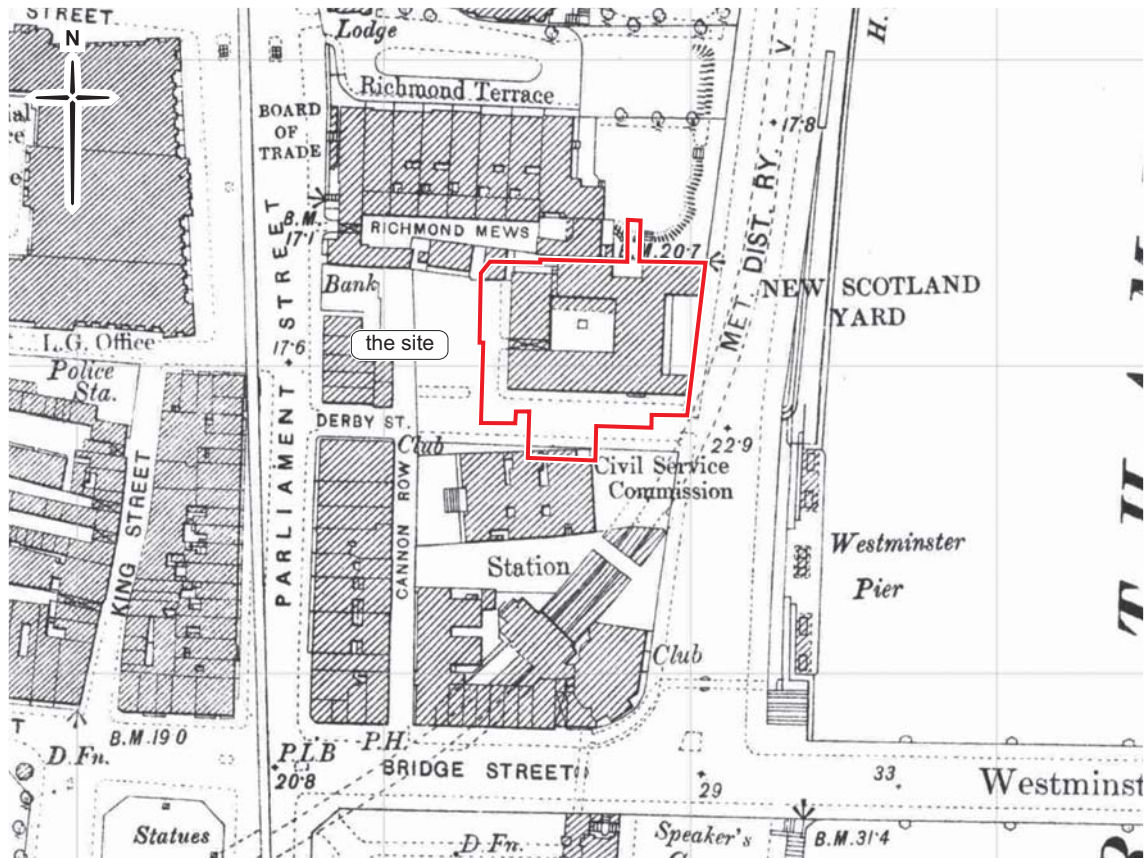 STREET
N
Lodge
H.
Richmond Terrace
BOARD
OF
TRADE
V
17·8
MET. DIST. RY.
B.M.
17·1
RICHMOND MEWS
B.M. 20·7
PARLIAMENT STREET
Bank
NEW SCOTLAND
YARD
L.G. Office
17·6
the site
Police
Sta.
DERBY ST.
Club
22·9
Civil Service
Commission
KING STREET
PARLIAMENT STREET
CANNON ROW
Station
Westminster
Pier
T H A
Club
B.M.19 0
D.Fn.
P.L.B
P.H.
20·8
BRIDGE STREET
29
33
Westminst
Statues
D.Fn.
Speaker's
B.M.31·4
R